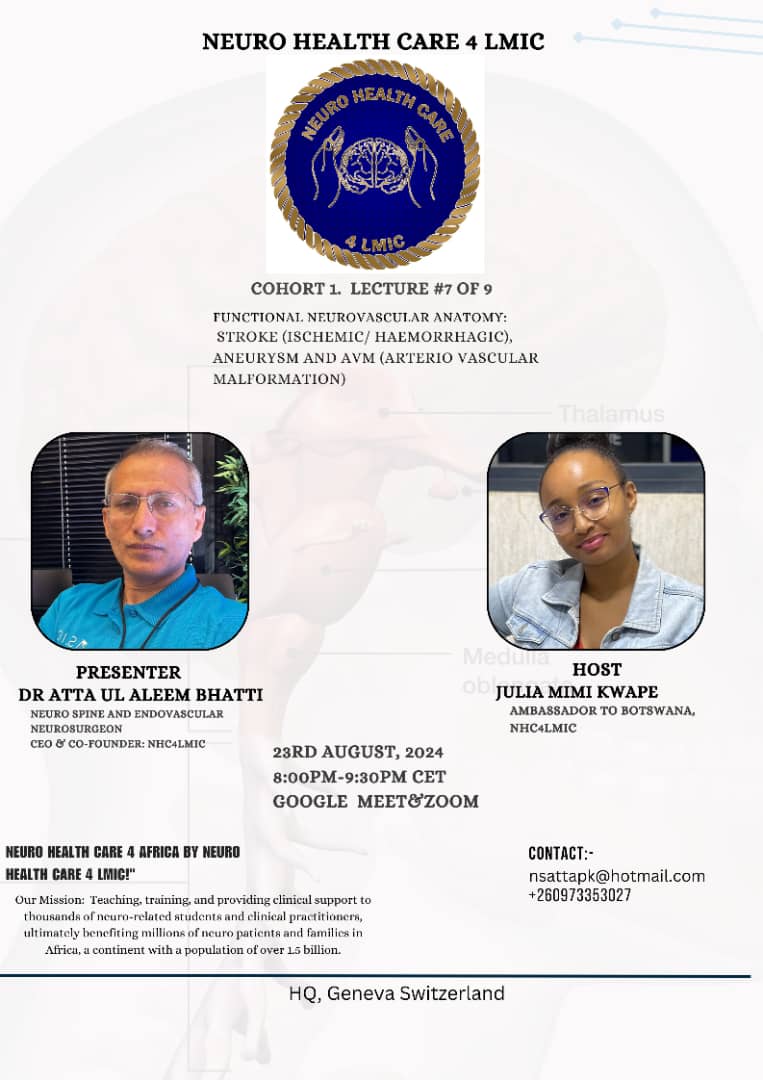 NEURO HEALTH CARE 4 LMIC
NEURO HEALTH CARE
4 LMIC
COHORT 1. LECTURE #7 OF 9
FUNCTIONAL NEUROVASCULAR ANATOMY:
STROKE (ISCHEMIC/ HAEMORRHAGIC),
ANEURYSM AND AVM (ARTERIO VASCULAR
MALFORMATION)
Thalamus
Medulla
PRESENTER
DR ATTA UL ALEEM BHATTI
NEURO SPINE AND ENDOVASCULAR
NEUROSURGEON
CEO & CO-FOUNDER: NHC4LMIC
HOST
JULIA MIMI KWAPE
AMBASSADOR TO BOTSWANA,
NHC4LMIC
23RD AUGUST, 2024
8:00PM-9:30PM CET
GOOGLE MEET&ZOOM
NEURO HEALTH CARE 4 AFRICA BY NEURO
HEALTH CARE 4 LMIC!"
Our Mission: Teaching, training, and providing clinical support to
thousands of neuro-related students and clinical practitioners,
ultimately benefiting millions of neuro patients and families in
Africa, a continent with a population of over 1.5 billion.
CONTACT:-
nsattapk@hotmail.com
+260973353027
HQ, Geneva Switzerland